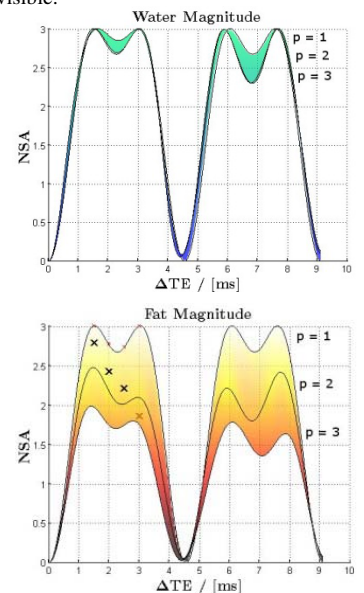 visible.
Water Magnitude
3
2.5
2
1.5
1
0.5
0
NSA
p = 1
p = 2
p = 3
0 1 2 3 4 5 6 7 8 9 10
ΔTE / [ms]
Fat Magnitude
3
2.5
2
1.5
1
0.5
0
NSA
p = 1
p = 2
p = 3
0 1 2 3 4 5 6 7 8 9 10
ΔTE / [ms]